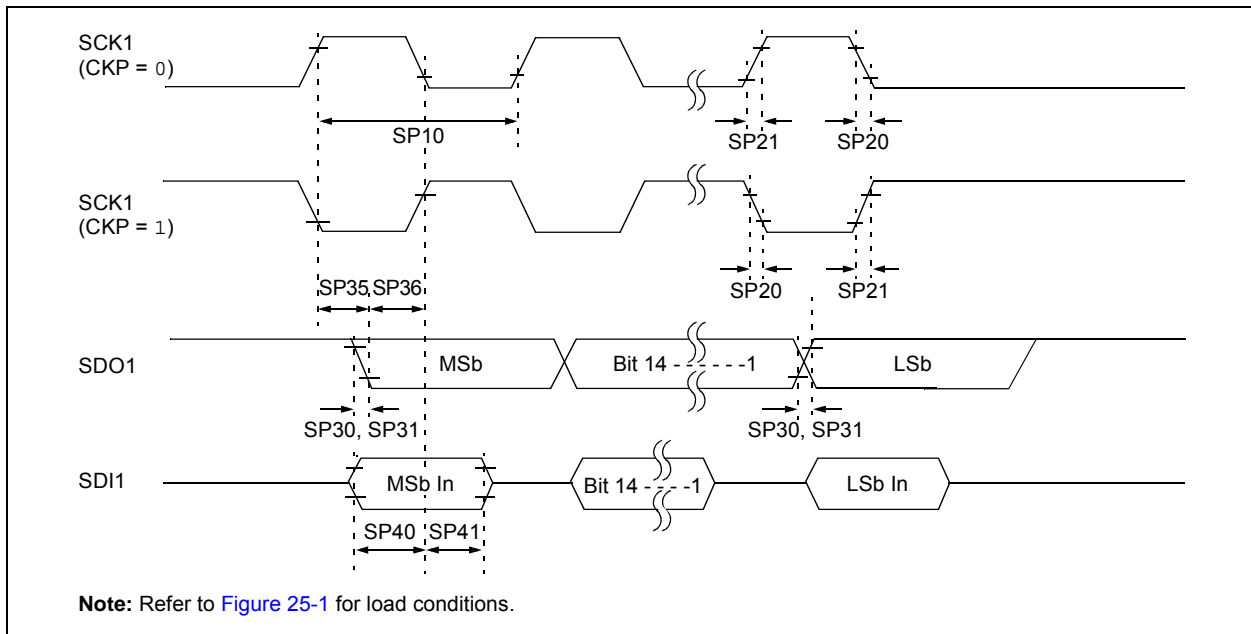 SCK1
(CKP = 0)
SP10
SP21
SP20
SCK1
(CKP = 1)
SP20
SP21
SP35
SP36
SDO1
MSb
Bit 14 - - - - - -1
LSb
SP30, SP31
SP30, SP31
SDI1
MSb In
Bit 14 - - - - -1
LSb In
SP40
SP41
Note: Refer to Figure 25-1 for load conditions.